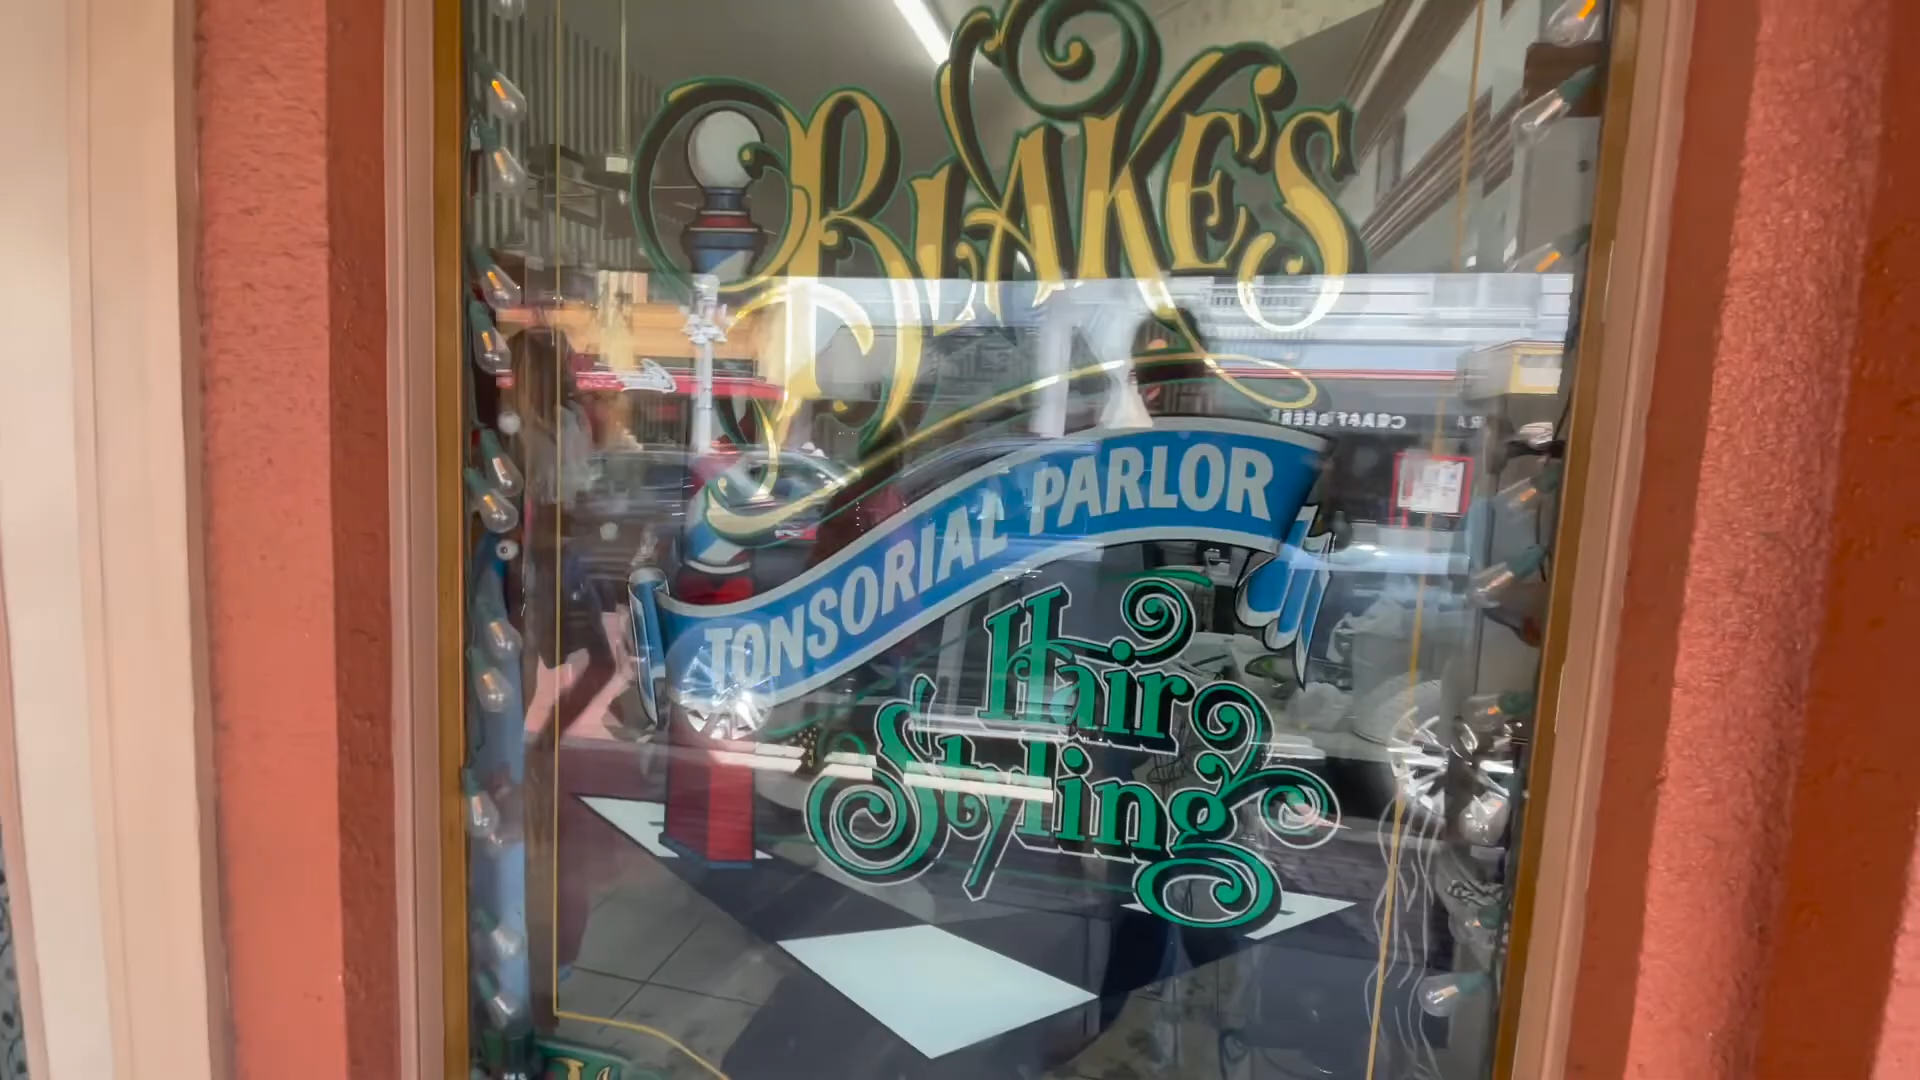 BLAKE'S
TONSORIAL PARLOR
Hair
Styling
CRAFT BEER